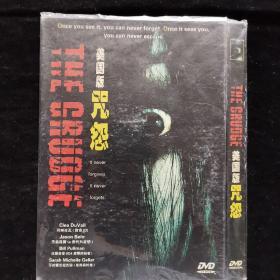 Once you see it, you can never forget. Once it sees you,
you can never escape.
THE GRUDGE
美国版
咒怨
It never
forgives.
It never
forgets.
Clea DuVall
Jason Behr
Bill Pullman
Sarah Michelle Gellar
DVD
THE GRUDGE
美国版
咒怨
DVD